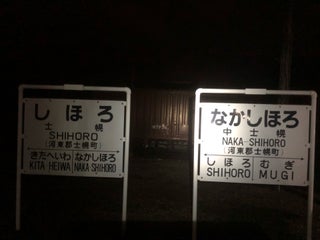 しほろ
士幌
SHIHORO
(河東郡士幌町)
きたへいわ なかしほろ
KITA HEIWA NAKA-SHIHORO
なかしほろ
中士幌
NAKA-SHIHORO
(河東郡士幌町)
しほろ むぎ
SHIHORO MUGI